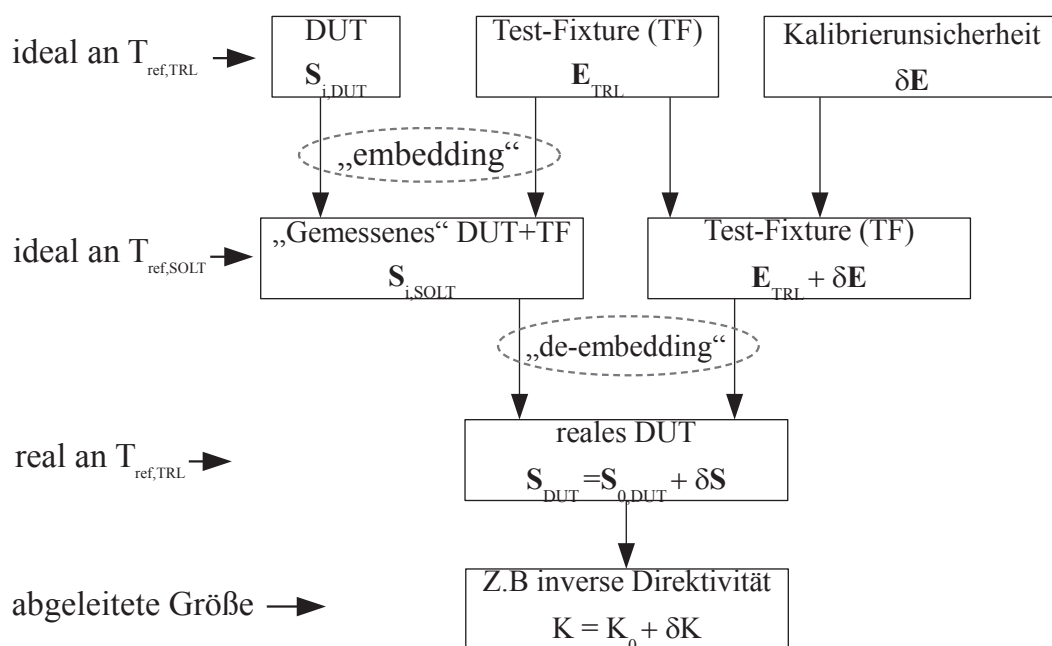 ideal an T_ref,TRL
DUT
S_i,DUT
Test-Fixture (TF)
E_TRL
Kalibrierunsicherheit
δE
„embedding“
ideal an T_ref,SOLT
„Gemessenes“ DUT+TF
S_i,SOLT
Test-Fixture (TF)
E_TRL + δE
„de-embedding“
real an T_ref,TRL
reales DUT
S_DUT =S_0,DUT + δS
abgeleitete Größe
Z.B inverse Direktivität
K = K_0 + δK